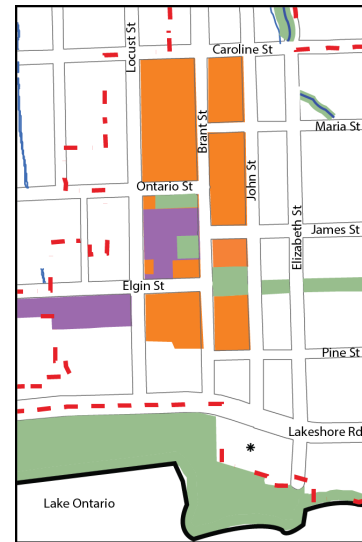 Locust St
Caroline St
Brant St
Maria St
John St
Ontario St
Elizabeth St
James St
Elgin St
Pine St
Lakeshore Rd
*
Lake Ontario